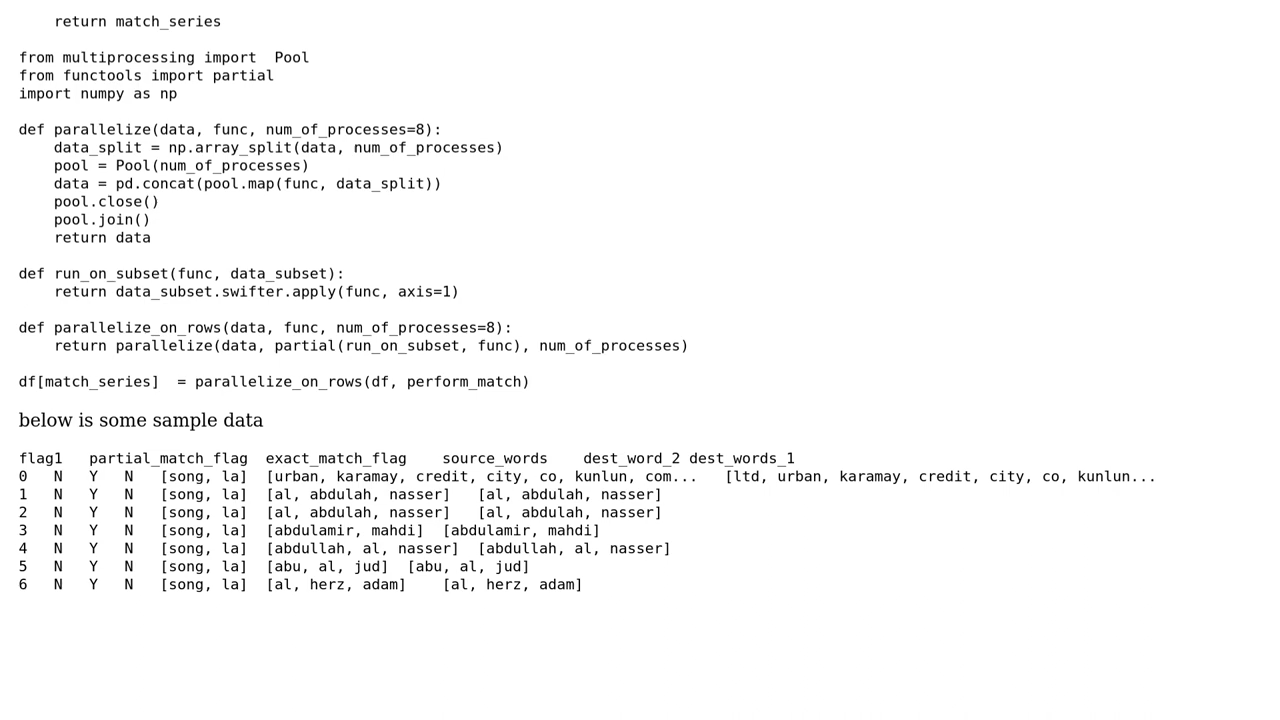 return match_series

from multiprocessing import  Pool
from functools import partial
import numpy as np

def parallelize(data, func, num_of_processes=8):
    data_split = np.array_split(data, num_of_processes)
    pool = Pool(num_of_processes)
    data = pd.concat(pool.map(func, data_split))
    pool.close()
    pool.join()
    return data

def run_on_subset(func, data_subset):
    return data_subset.swifter.apply(func, axis=1)

def parallelize_on_rows(data, func, num_of_processes=8):
    return parallelize(data, partial(run_on_subset, func), num_of_processes)

df[match_series]  = parallelize_on_rows(df, perform_match)

below is some sample data

flag1   partial_match_flag  exact_match_flag    source_words    dest_word_2 dest_words_1
0   N   Y   N   [song, la]  [urban, karamay, credit, city, co, kunlun, com...   [ltd, urban, karamay, credit, city, co, kunlun...
1   N   Y   N   [song, la]  [al, abdulah, nasser]   [al, abdulah, nasser]
2   N   Y   N   [song, la]  [al, abdulah, nasser]   [al, abdulah, nasser]
3   N   Y   N   [song, la]  [abdulamir, mahdi]  [abdulamir, mahdi]
4   N   Y   N   [song, la]  [abdullah, al, nasser]  [abdullah, al, nasser]
5   N   Y   N   [song, la]  [abu, al, jud]  [abu, al, jud]
6   N   Y   N   [song, la]  [al, herz, adam]    [al, herz, adam]